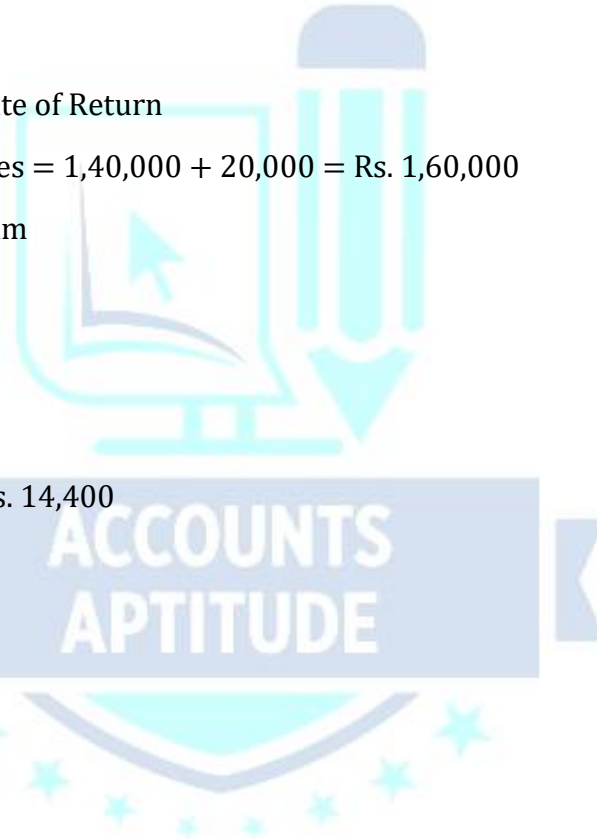 te of Return
es = 1,40,000 + 20,000 = Rs. 1,60,000
m
s. 14,400
ACCOUNTS
APTITUDE